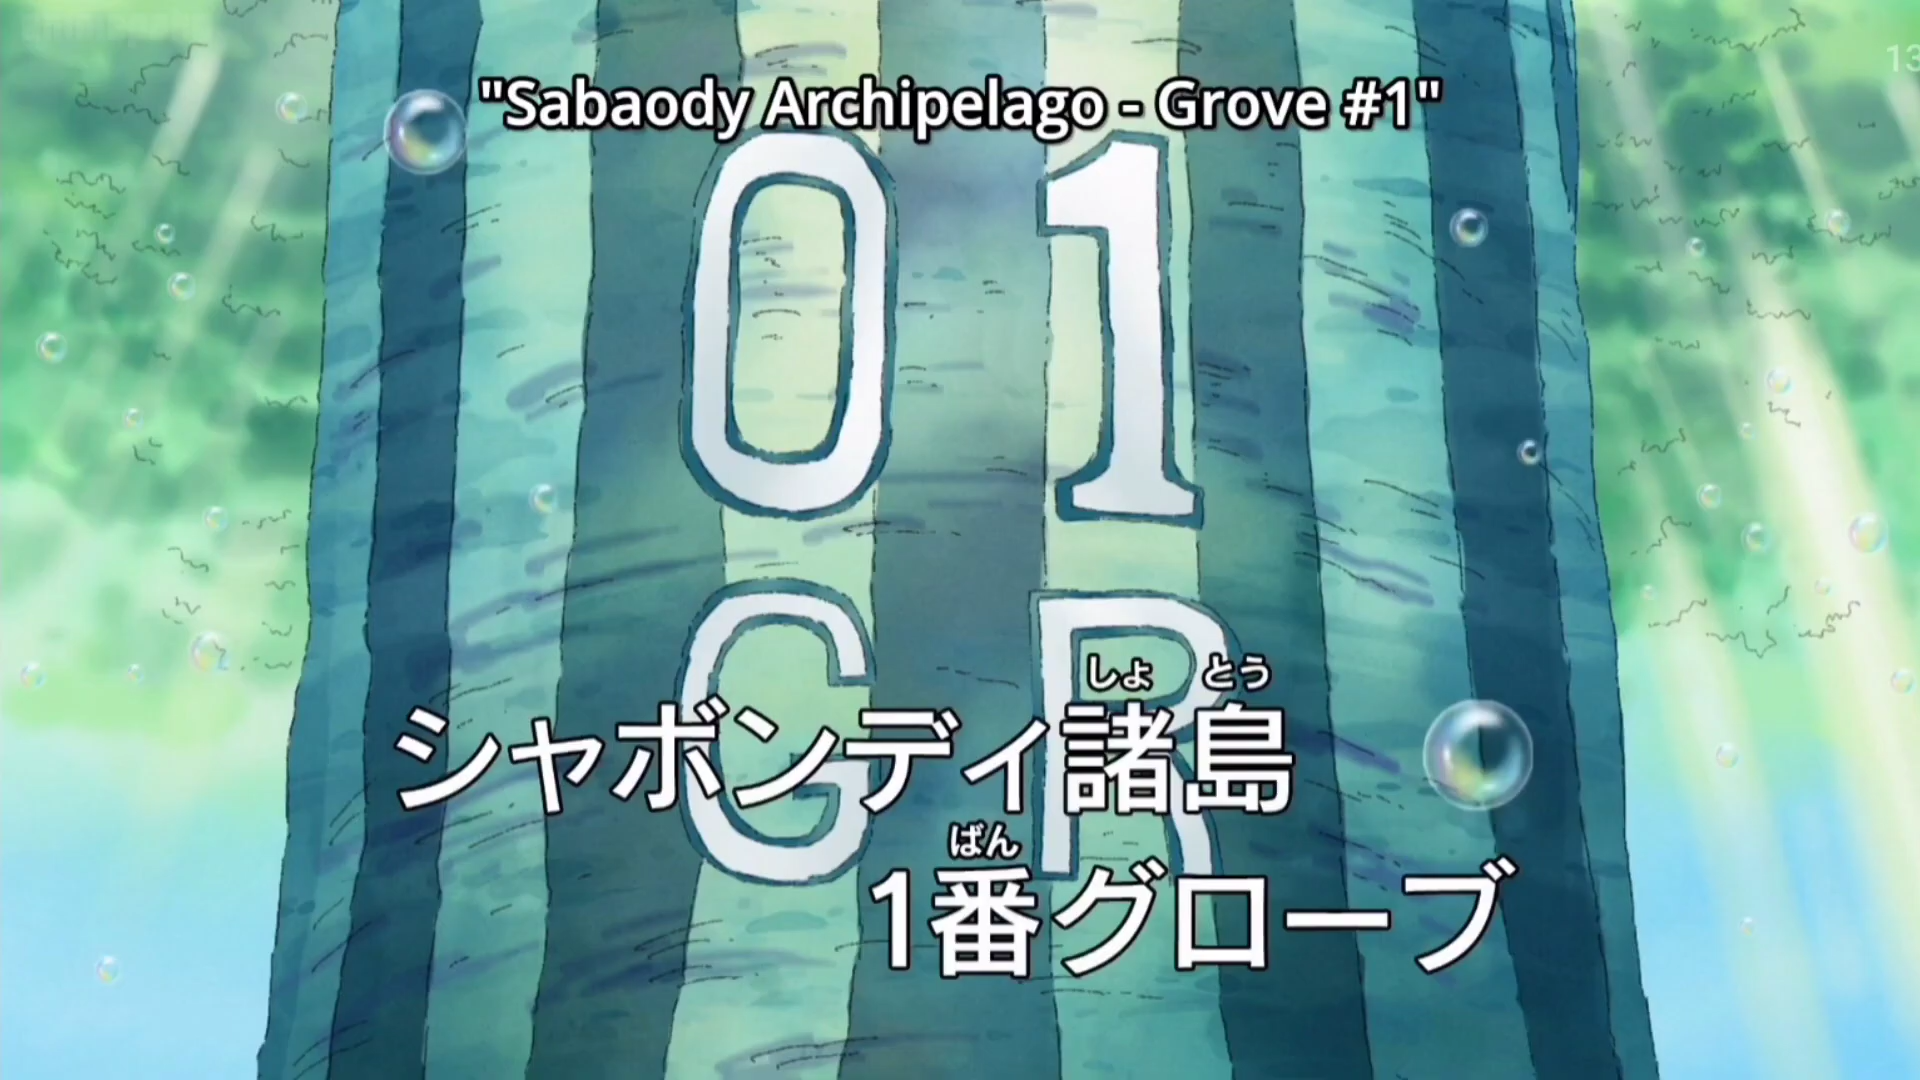 "Sabaody Archipelago - Grove #1"
13
01
GR
しょ とう
シャボンディ諸島
ばん
1番グローブ